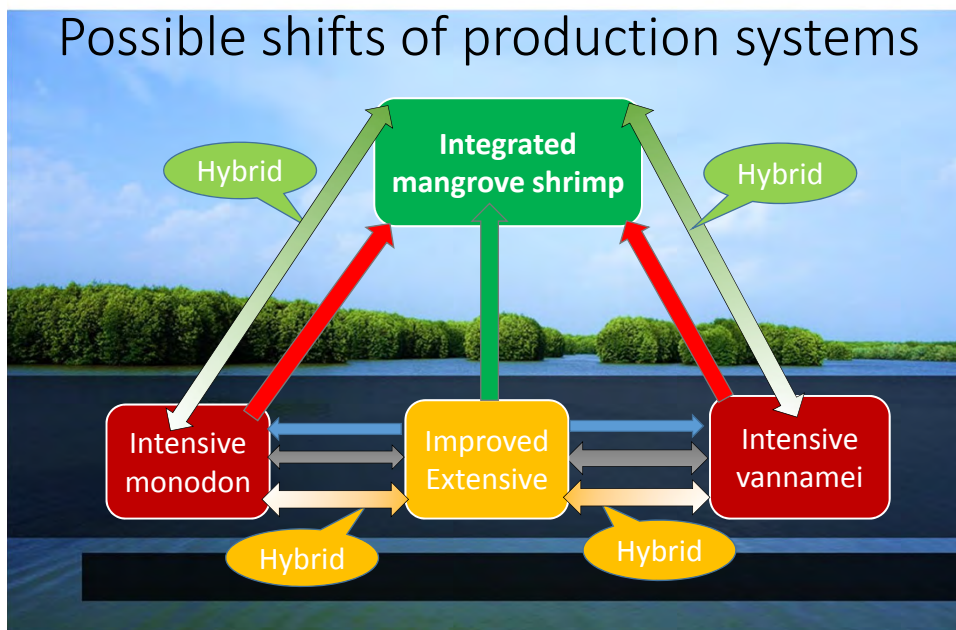 Possible shifts of production systems
Integrated
mangrove shrimp
Hybrid
Hybrid
Intensive
monodon
Improved
Extensive
Intensive
vannamei
Hybrid
Hybrid